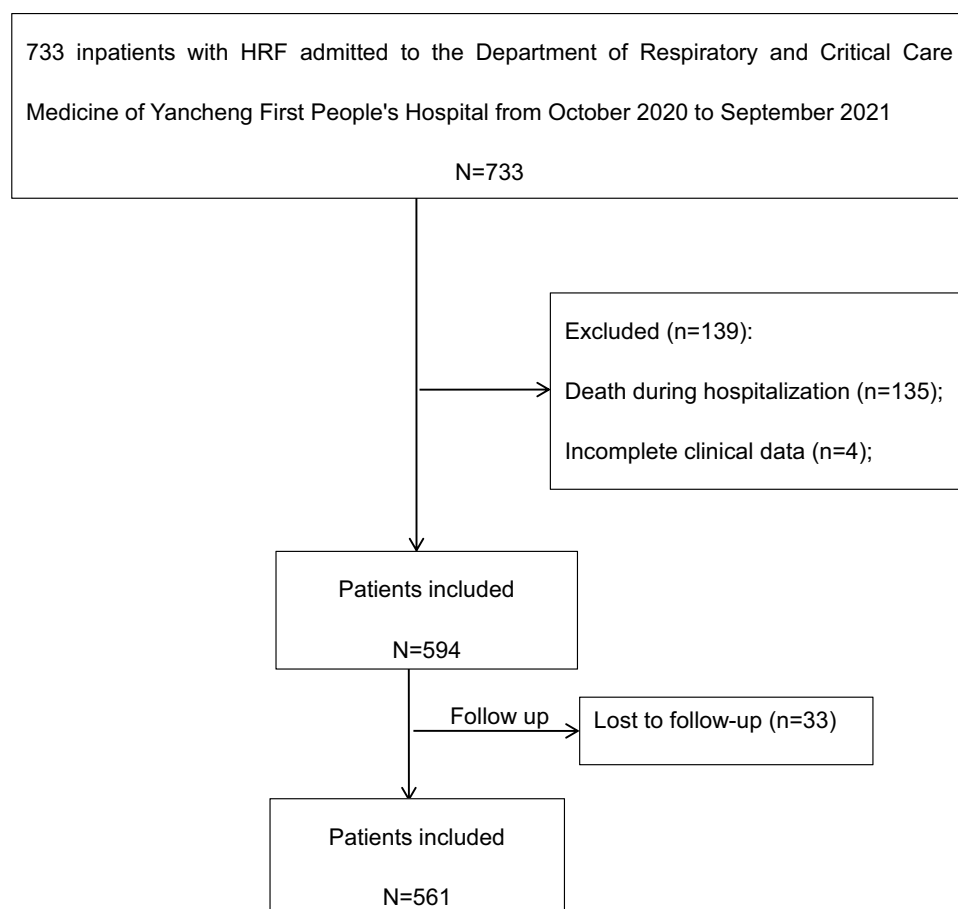 733 inpatients with HRF admitted to the Department of Respiratory and Critical Care
Medicine of Yancheng First People's Hospital from October 2020 to September 2021
N=733
Excluded (n=139):
Death during hospitalization (n=135);
Incomplete clinical data (n=4);
Patients included
N=594
Follow up
Lost to follow-up (n=33)
Patients included
N=561